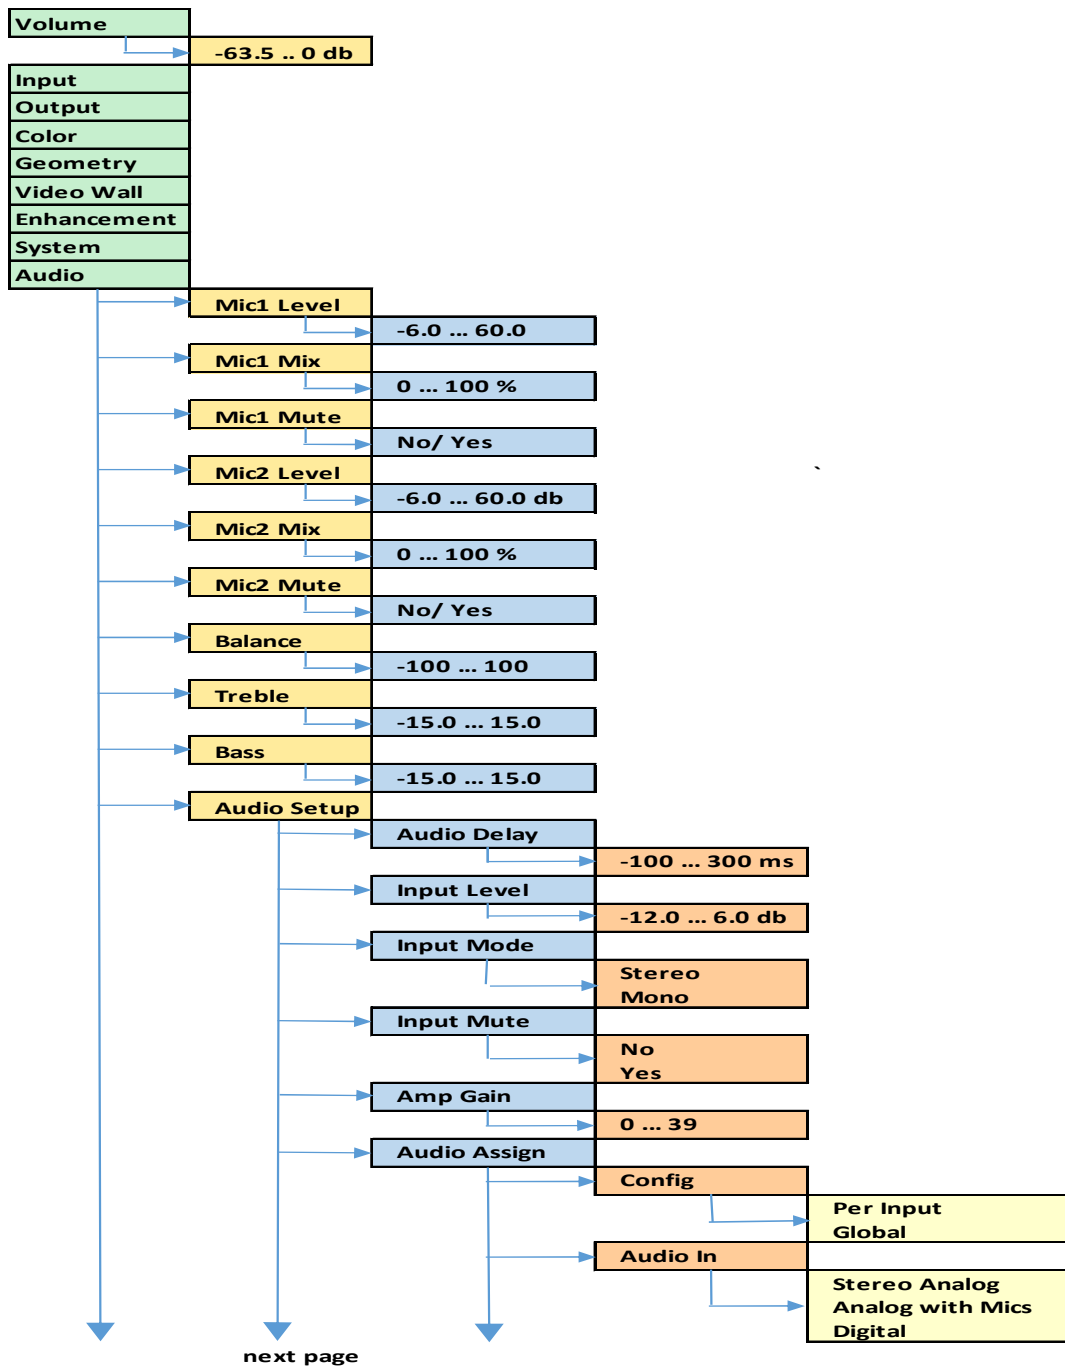 Volume
-63.5 .. 0 db
Input
Output
Color
Geometry
Video Wall
Enhancement
System
Audio
Mic1 Level
-6.0 ... 60.0
Mic1 Mix
0 ... 100 %
Mic1 Mute
No/ Yes
Mic2 Level
-6.0 ... 60.0 db
Mic2 Mix
0 ... 100 %
Mic2 Mute
No/ Yes
Balance
-100 ... 100
Treble
-15.0 ... 15.0
Bass
-15.0 ... 15.0
Audio Setup
Audio Delay
-100 ... 300 ms
Input Level
-12.0 ... 6.0 db
Input Mode
Stereo
Mono
Input Mute
No
Yes
Amp Gain
0 ... 39
Audio Assign
Config
Per Input
Global
Audio In
Stereo Analog
Analog with Mics
Digital
next page